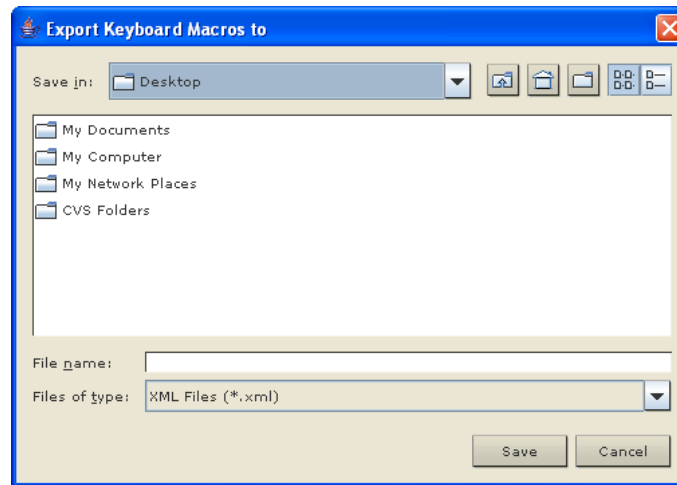 Export Keyboard Macros to
Save in: Desktop
My Documents
My Computer
My Network Places
CVS Folders
File name:
Files of type: XML Files (*.xml)
Save Cancel